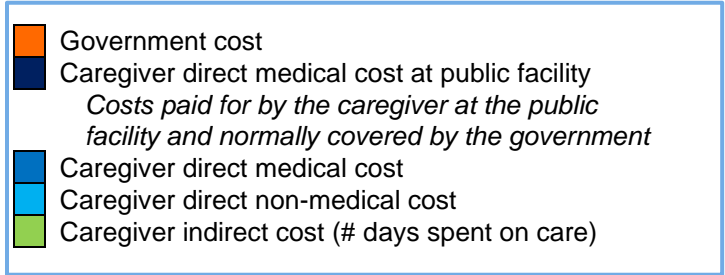 Government cost
Caregiver direct medical cost at public facility
Costs paid for by the caregiver at the public
facility and normally covered by the government
Caregiver direct medical cost
Caregiver direct non-medical cost
Caregiver indirect cost (# days spent on care)